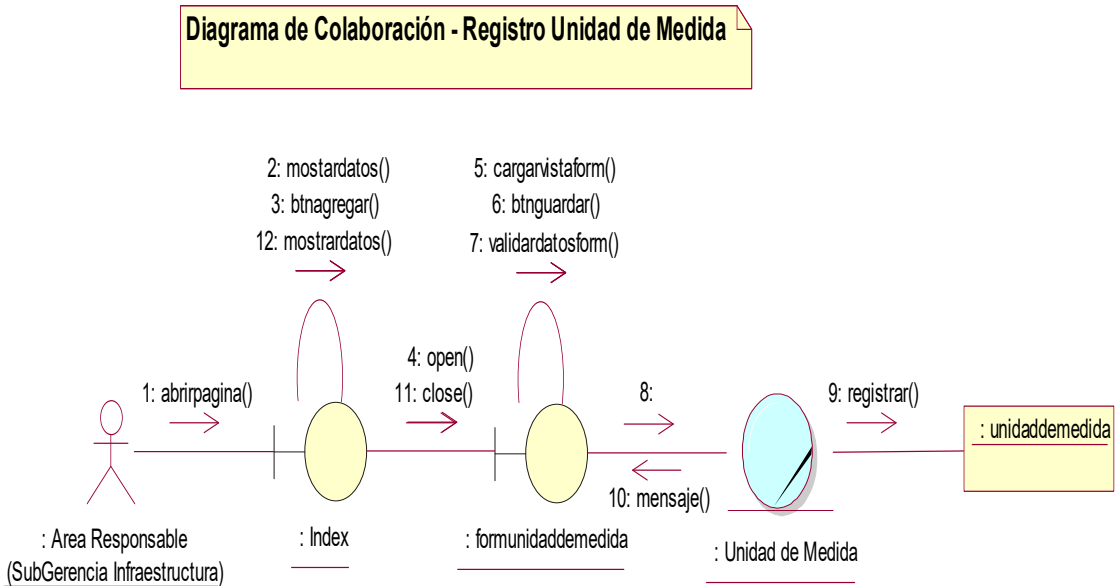 Diagrama de Colaboración - Registro Unidad de Medida
2: mostardatos()
3: btnagregar()
12: mostrardatos()
5: cargarvistaform()
6: btnguardar()
7: validardatosform()
1: abrirpagina()
4: open()
11: close()
8:
9: registrar()
10: mensaje()
: unidaddemedida
: Area Responsable
(SubGerencia Infraestructura)
: Index
: formunidaddemedida
: Unidad de Medida